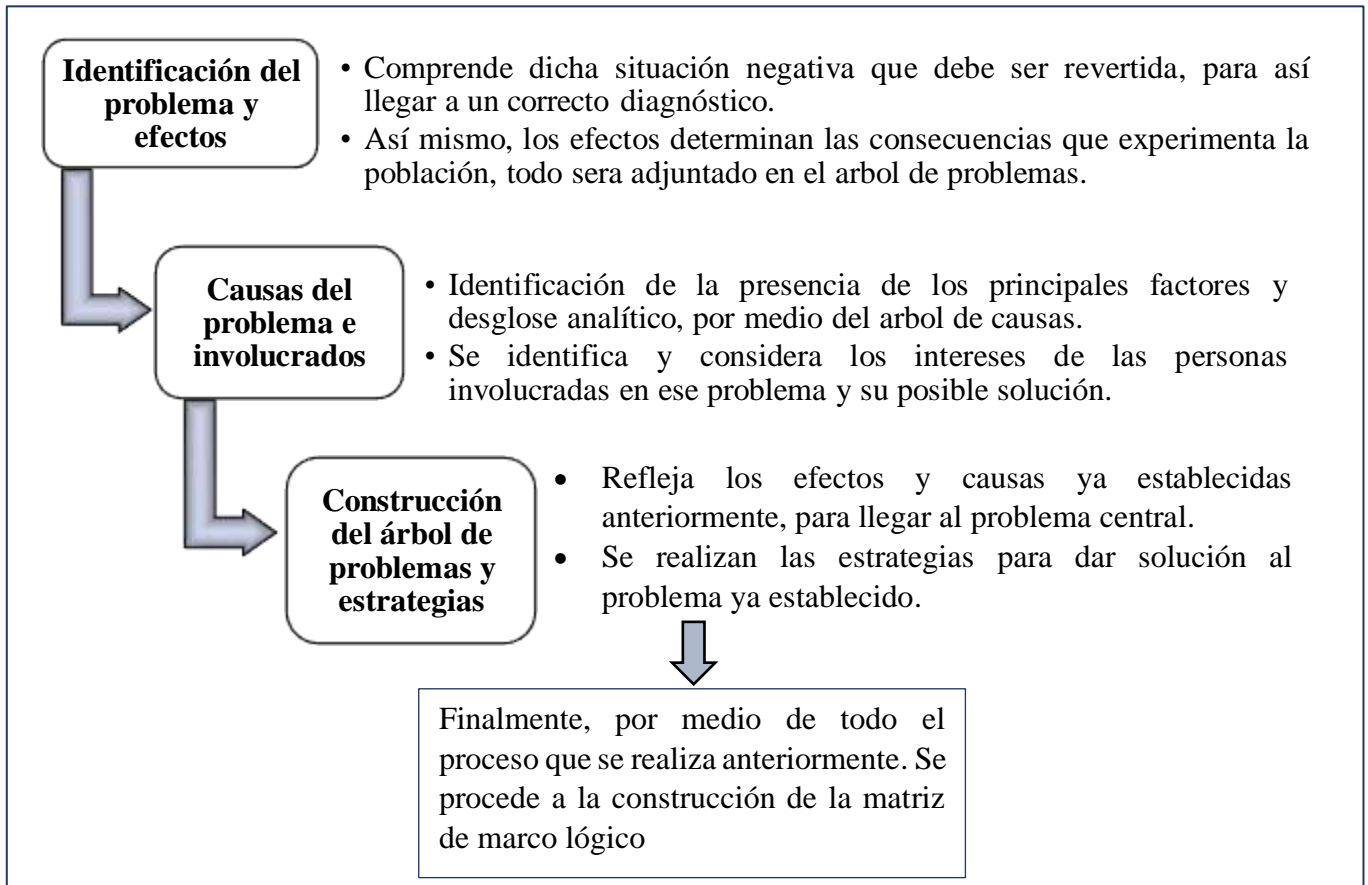 Identificación del
problema y
efectos
• Comprende dicha situación negativa que debe ser revertida, para así
llegar a un correcto diagnóstico.
• Así mismo, los efectos determinan las consecuencias que experimenta la
población, todo sera adjuntado en el arbol de problemas.
Causas del
problema e
involucrados
• Identificación de la presencia de los principales factores y
desglose analítico, por medio del arbol de causas.
• Se identifica y considera los intereses de las personas
involucradas en ese problema y su posible solución.
Construcción
del árbol de
problemas y
estrategias
• Refleja los efectos y causas ya establecidas
anteriormente, para llegar al problema central.
• Se realizan las estrategias para dar solución al
problema ya establecido.
Finalmente, por medio de todo el
proceso que se realiza anteriormente. Se
procede a la construcción de la matriz
de marco lógico